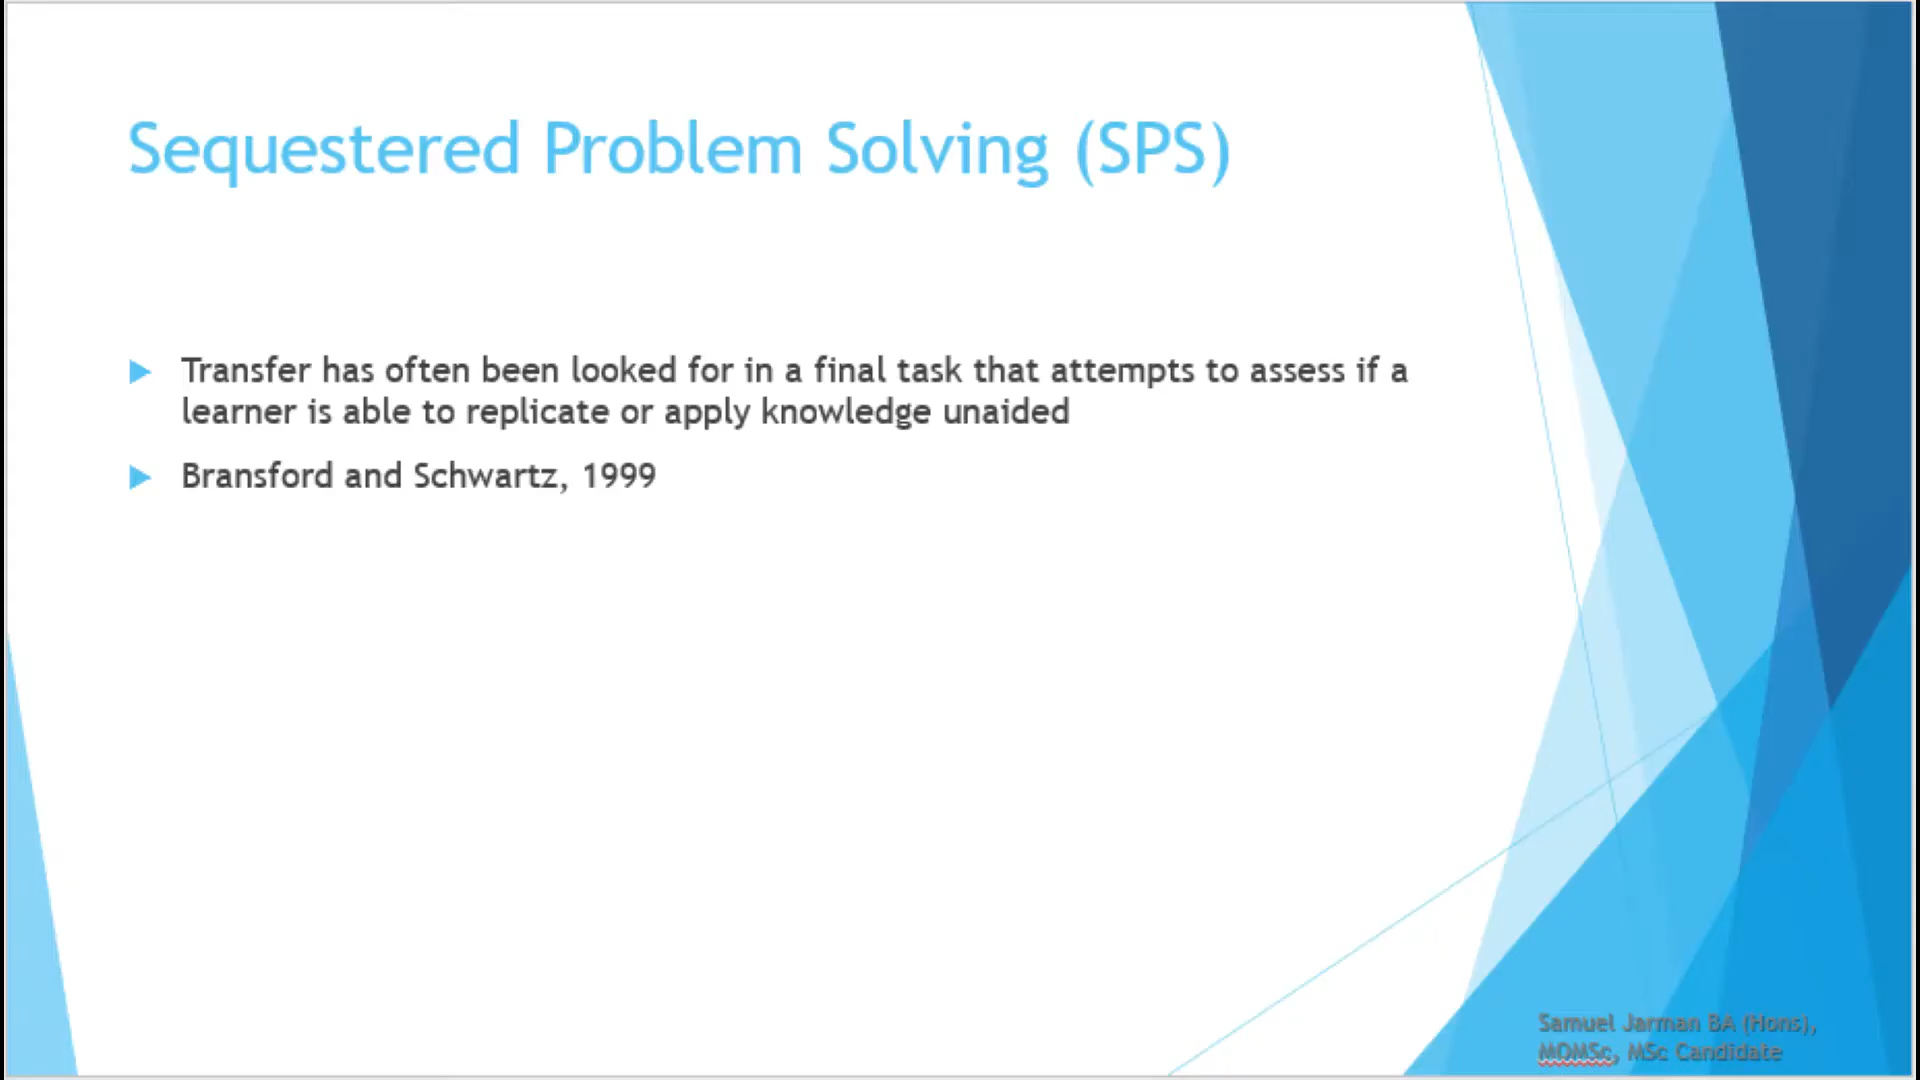 Sequestered Problem Solving (SPS)
Transfer has often been looked for in a final task that attempts to assess if a
learner is able to replicate or apply knowledge unaided
Bransford and Schwartz, 1999
Samuel Jarman BA (Hons),
MOMSc, MSc Candidate